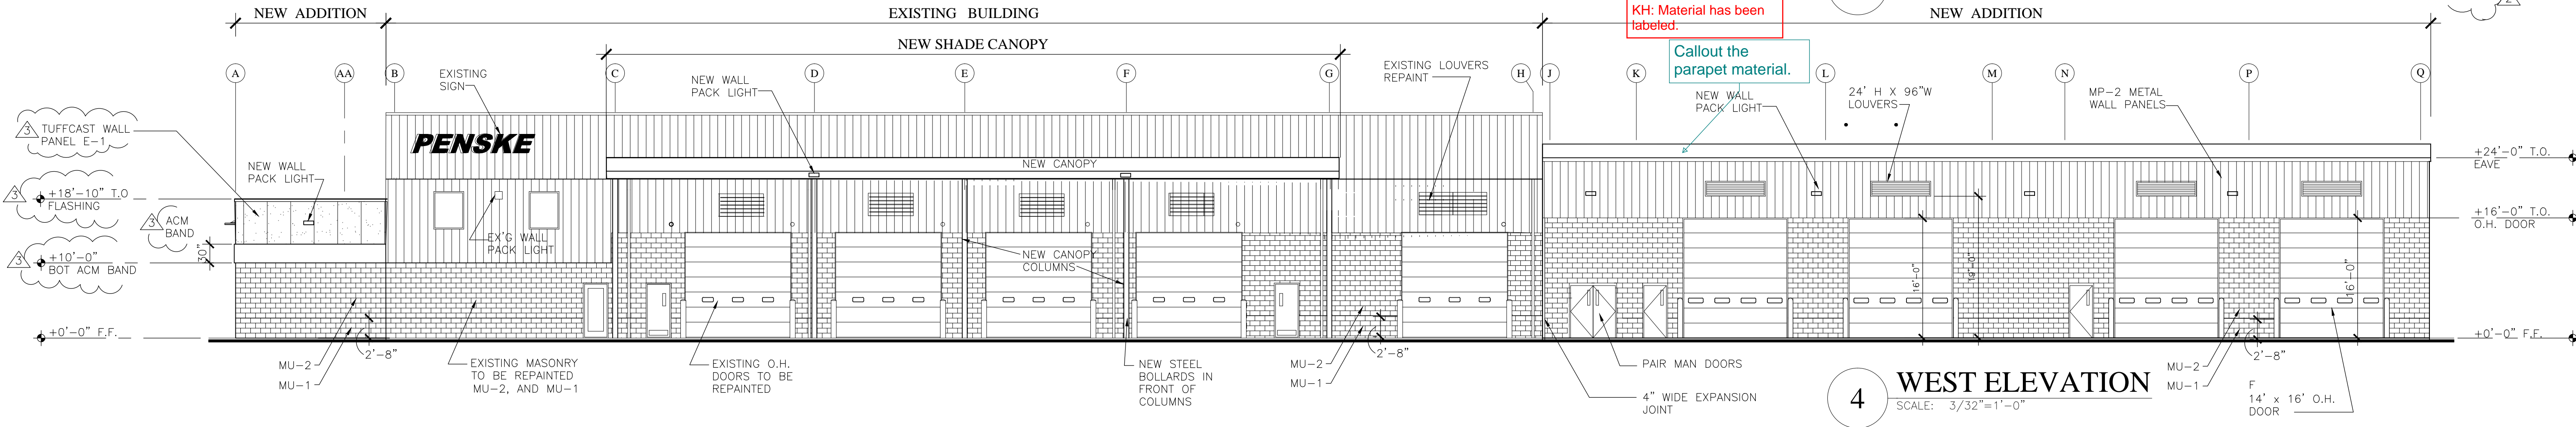 NEW ADDITION
EXISTING BUILDING
NEW ADDITION
NEW SHADE CANOPY
KH: Material has been
labeled.
Callout the
parapet material.
2
A
AA
B
C
D
E
F
G
H
J
K
L
M
N
P
Q
EXISTING
SIGN
NEW WALL
PACK LIGHT
EXISTING LOUVERS
REPAINT
NEW WALL
PACK LIGHT
24' H X 96"W
LOUVERS
MP-2 METAL
WALL PANELS
3
TUFFCAST WALL
PANEL E-1
NEW WALL
PACK LIGHT
PENSKE
NEW CANOPY
+24'-0" T.O.
EAVE
3
+18'-10" T.O
FLASHING
3
ACM
BAND
+16'-0" T.O.
O.H. DOOR
3
+10'-0"
BOT ACM BAND
30"
EX'G WALL
PACK LIGHT
NEW CANOPY
COLUMNS
16'-0"
19'-0"
16'-0"
+0'-0" F.F.
+0'-0" F.F.
2'-8"
MU-2
MU-1
EXISTING MASONRY
TO BE REPAINTED
MU-2, AND MU-1
EXISTING O.H.
DOORS TO BE
REPAINTED
NEW STEEL
BOLLARDS IN
FRONT OF
COLUMNS
2'-8"
MU-2
MU-1
PAIR MAN DOORS
4" WIDE EXPANSION
JOINT
4
WEST ELEVATION
SCALE: 3/32"=1'-0"
2'-8"
MU-2
MU-1
F
14' x 16' O.H.
DOOR